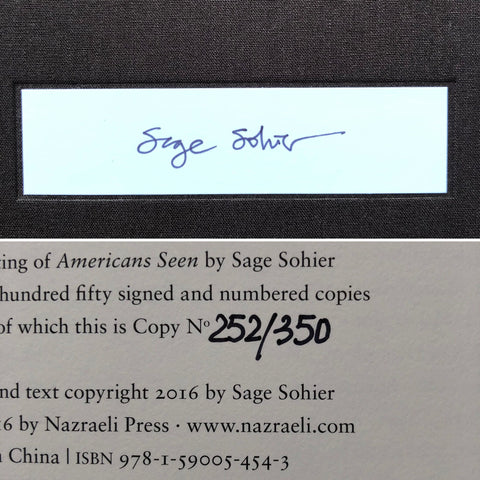 Sage Sohier
ting of Americans Seen by Sage Sohier
hundred fifty signed and numbered copies
of which this is Copy Nº 252/350
nd text copyright 2016 by Sage Sohier
16 by Nazraeli Press · www.nazraeli.com
n China | ISBN 978-1-59005-454-3